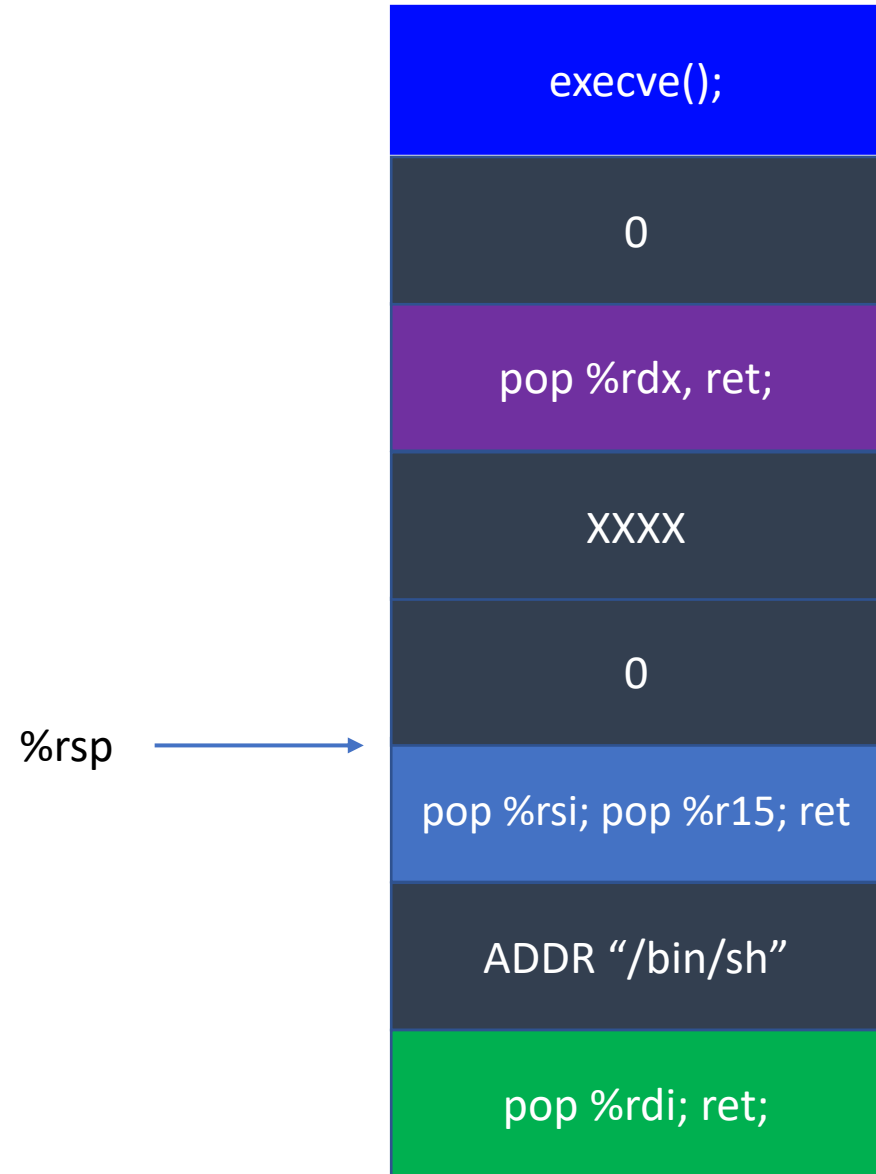 execve();
0
pop %rdx, ret;
XXXX
0
%rsp
pop %rsi; pop %r15; ret
ADDR “/bin/sh”
pop %rdi; ret;